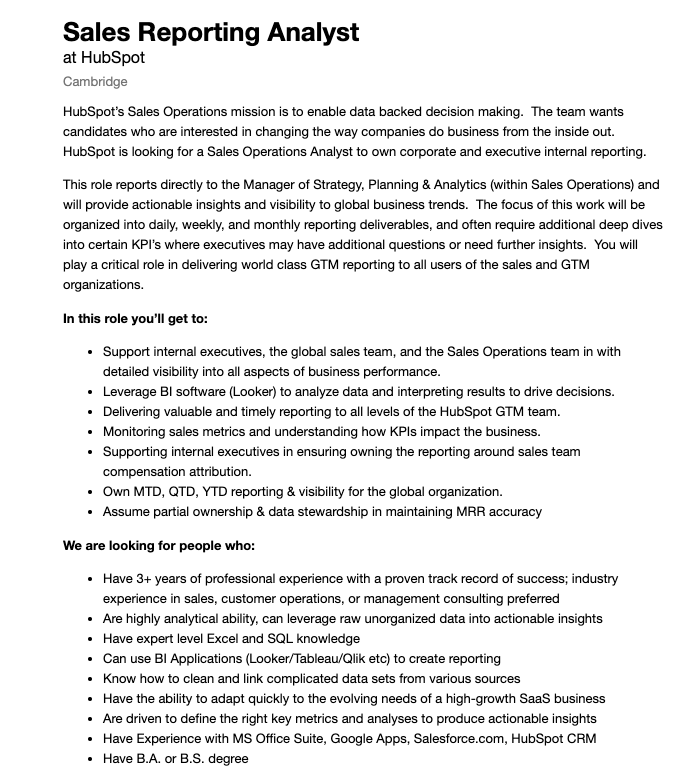 Sales Reporting Analyst
at HubSpot
Cambridge
HubSpot's Sales Operations mission is to enable data backed decision making.  The team wants
candidates who are interested in changing the way companies do business from the inside out.
HubSpot is looking for a Sales Operations Analyst to own corporate and executive internal reporting.
This role reports directly to the Manager of Strategy, Planning & Analytics (within Sales Operations) and
will provide actionable insights and visibility to global business trends.  The focus of this work will be
organized into daily, weekly, and monthly reporting deliverables, and often require additional deep dives
into certain KPI's where executives may have additional questions or need further insights.  You will
play a critical role in delivering world class GTM reporting to all users of the sales and GTM
organizations.
In this role you'll get to:
• Support internal executives, the global sales team, and the Sales Operations team in with
detailed visibility into all aspects of business performance.
• Leverage BI software (Looker) to analyze data and interpreting results to drive decisions.
• Delivering valuable and timely reporting to all levels of the HubSpot GTM team.
• Monitoring sales metrics and understanding how KPIs impact the business.
• Supporting internal executives in ensuring owning the reporting around sales team
compensation attribution.
• Own MTD, QTD, YTD reporting & visibility for the global organization.
• Assume partial ownership & data stewardship in maintaining MRR accuracy
We are looking for people who:
• Have 3+ years of professional experience with a proven track record of success; industry
experience in sales, customer operations, or management consulting preferred
• Are highly analytical ability, can leverage raw unorganized data into actionable insights
• Have expert level Excel and SQL knowledge
• Can use BI Applications (Looker/Tableau/Qlik etc) to create reporting
• Know how to clean and link complicated data sets from various sources
• Have the ability to adapt quickly to the evolving needs of a high-growth SaaS business
• Are driven to define the right key metrics and analyses to produce actionable insights
• Have Experience with MS Office Suite, Google Apps, Salesforce.com, HubSpot CRM
• Have B.A. or B.S. degree